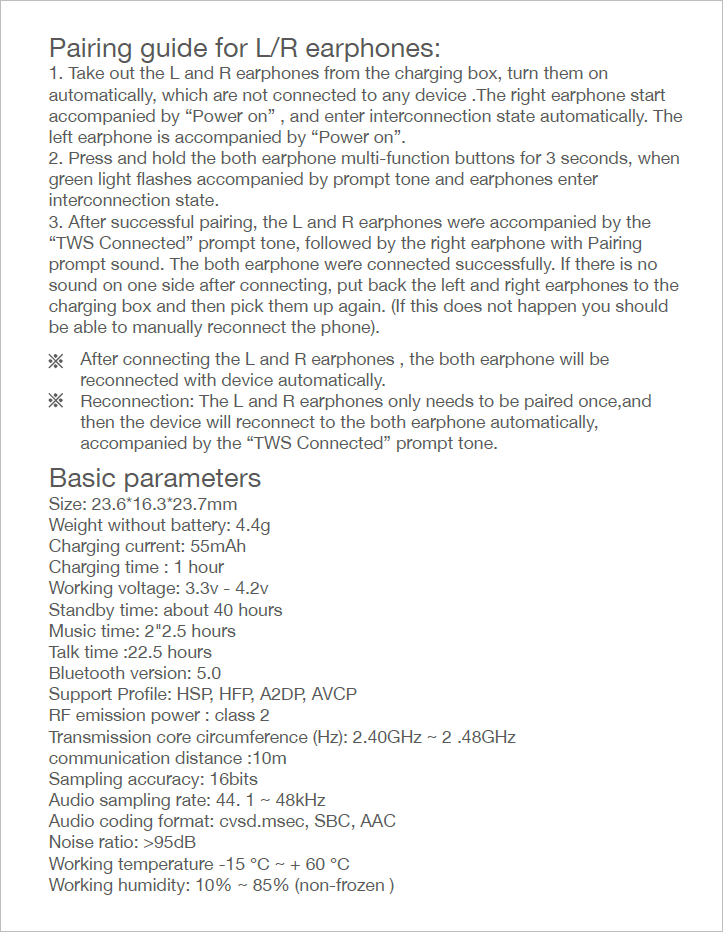 Pairing guide for L/R earphones:
1. Take out the L and R earphones from the charging box, turn them on
automatically, which are not connected to any device .The right earphone start
accompanied by “Power on” , and enter interconnection state automatically. The
left earphone is accompanied by “Power on”.
2. Press and hold the both earphone multi-function buttons for 3 seconds, when
green light flashes accompanied by prompt tone and earphones enter
interconnection state.
3. After successful pairing, the L and R earphones were accompanied by the
“TWS Connected” prompt tone, followed by the right earphone with Pairing
prompt sound. The both earphone were connected successfully. If there is no
sound on one side after connecting, put back the left and right earphones to the
charging box and then pick them up again. (If this does not happen you should
be able to manually reconnect the phone).
※ After connecting the L and R earphones , the both earphone will be
reconnected with device automatically.
※ Reconnection: The L and R earphones only needs to be paired once,and
then the device will reconnect to the both earphone automatically,
accompanied by the “TWS Connected” prompt tone.
Basic parameters
Size: 23.6*16.3*23.7mm
Weight without battery: 4.4g
Charging current: 55mAh
Charging time : 1 hour
Working voltage: 3.3v - 4.2v
Standby time: about 40 hours
Music time: 2"2.5 hours
Talk time :22.5 hours
Bluetooth version: 5.0
Support Profile: HSP, HFP, A2DP, AVCP
RF emission power : class 2
Transmission core circumference (Hz): 2.40GHz ~ 2 .48GHz
communication distance :10m
Sampling accuracy: 16bits
Audio sampling rate: 44. 1 ~ 48kHz
Audio coding format: cvsd.msec, SBC, AAC
Noise ratio: >95dB
Working temperature -15 °C ~ + 60 °C
Working humidity: 10% ~ 85% (non-frozen )